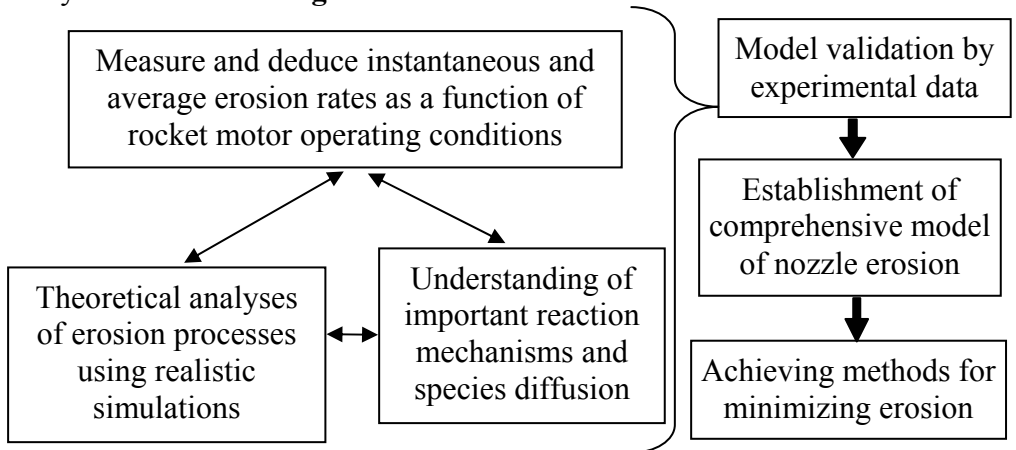 Measure and deduce instantaneous and
average erosion rates as a function of
rocket motor operating conditions
Theoretical analyses
of erosion processes
using realistic
simulations
Understanding of
important reaction
mechanisms and
species diffusion
Model validation by
experimental data
Establishment of
comprehensive model
of nozzle erosion
Achieving methods for
minimizing erosion